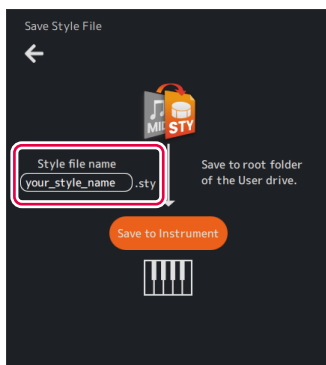 Save Style File
MID
STY
Style file name
your_style_name .sty
Save to root folder
of the User drive.
Save to Instrument